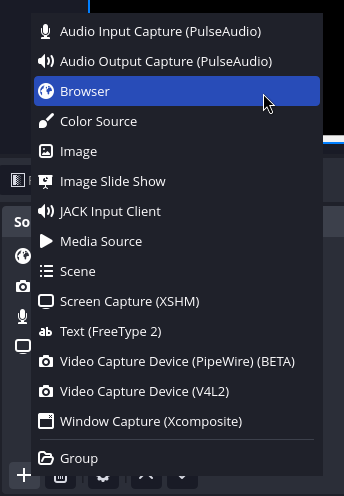 Audio Input Capture (PulseAudio)
Audio Output Capture (PulseAudio)
Browser
Color Source
Image
Image Slide Show
JACK Input Client
Media Source
Scene
Screen Capture (XSHM)
Text (FreeType 2)
Video Capture Device (PipeWire) (BETA)
Video Capture Device (V4L2)
Window Capture (Xcomposite)
Group
So